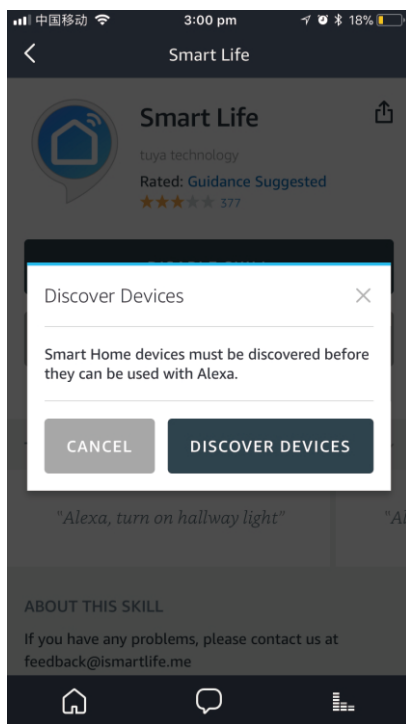 中国移动
3:00 pm
18%
Smart Life
Smart Life
tuya technology
Rated: Guidance Suggested
377
Discover Devices
Smart Home devices must be discovered before
they can be used with Alexa.
CANCEL
DISCOVER DEVICES
"Alexa, turn on hallway light"
"Al
ABOUT THIS SKILL
If you have any problems, please contact us at
feedback@ismartlife.me